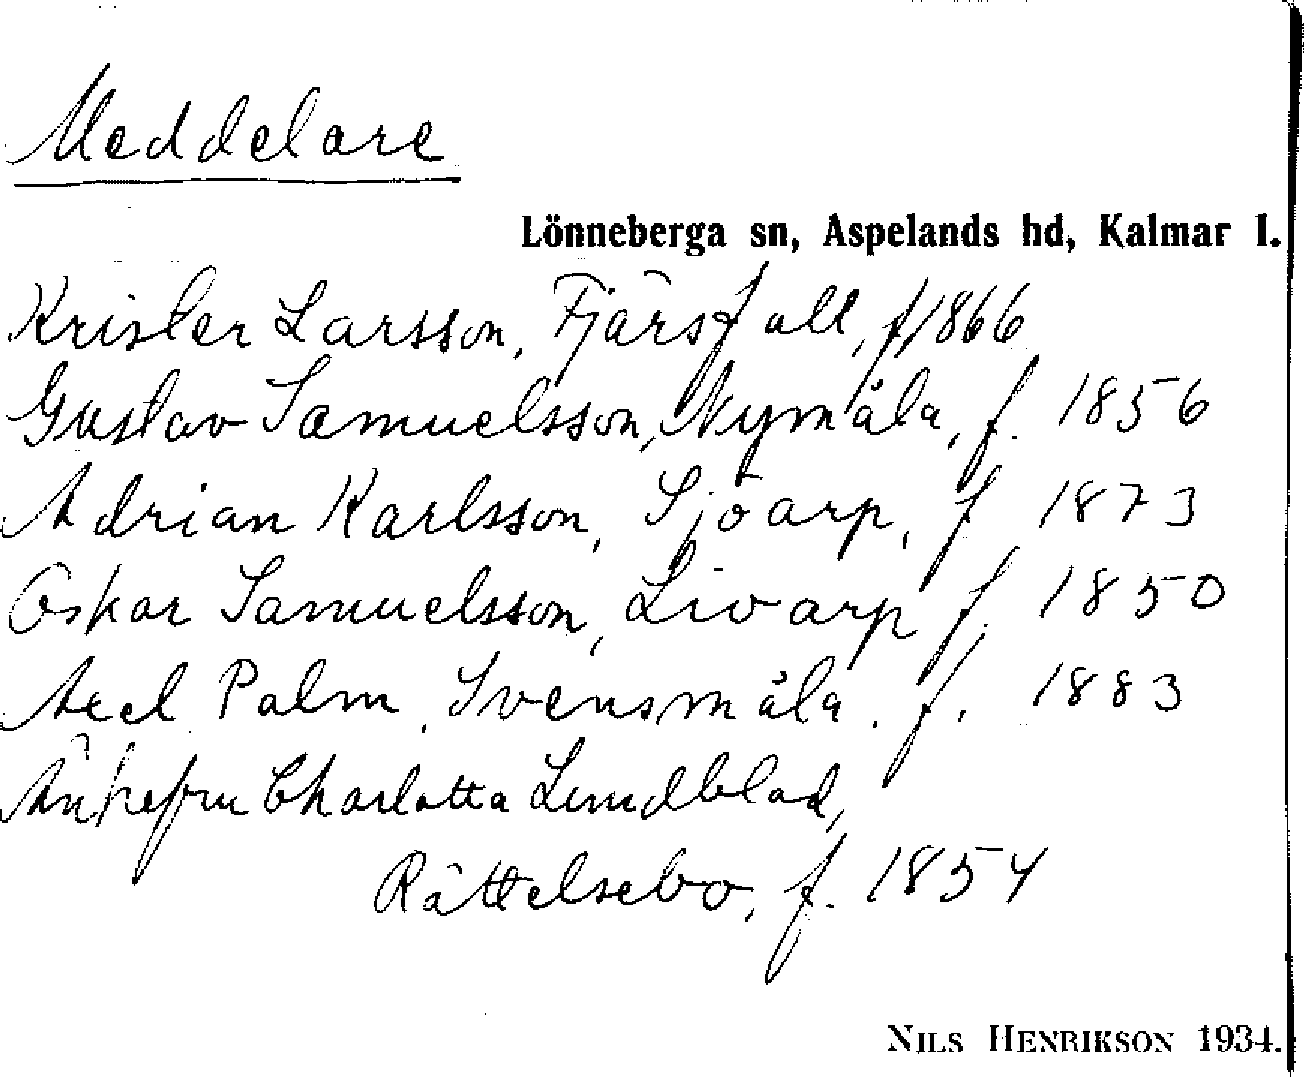 Meddelare
Lönneberga sn, Aspelands hd, Kalmar l.
Krister Larsson, Fjärsfall, f, 1866
Gustav Samuelsson, Nymåla, f. 1856
Adrian Karlsson, Sjöarp, f 1873
Oskar Samuelsson, Livarp f. 1850
Axel Palm, Svensmåla, f. 1883
Änkefru Charlotta Lundblad,
Rättelsebo, f. 1854
NILS HENRIKSON 1934.